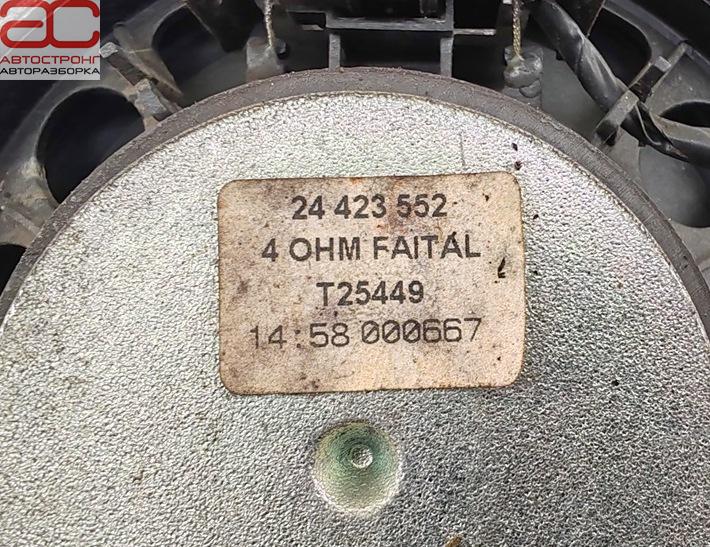 АС
АВТОСТРОНГ
АВТОРАЗБОРКА
24 423 552
4 OHM FAITAL
T25449
14:58 000667